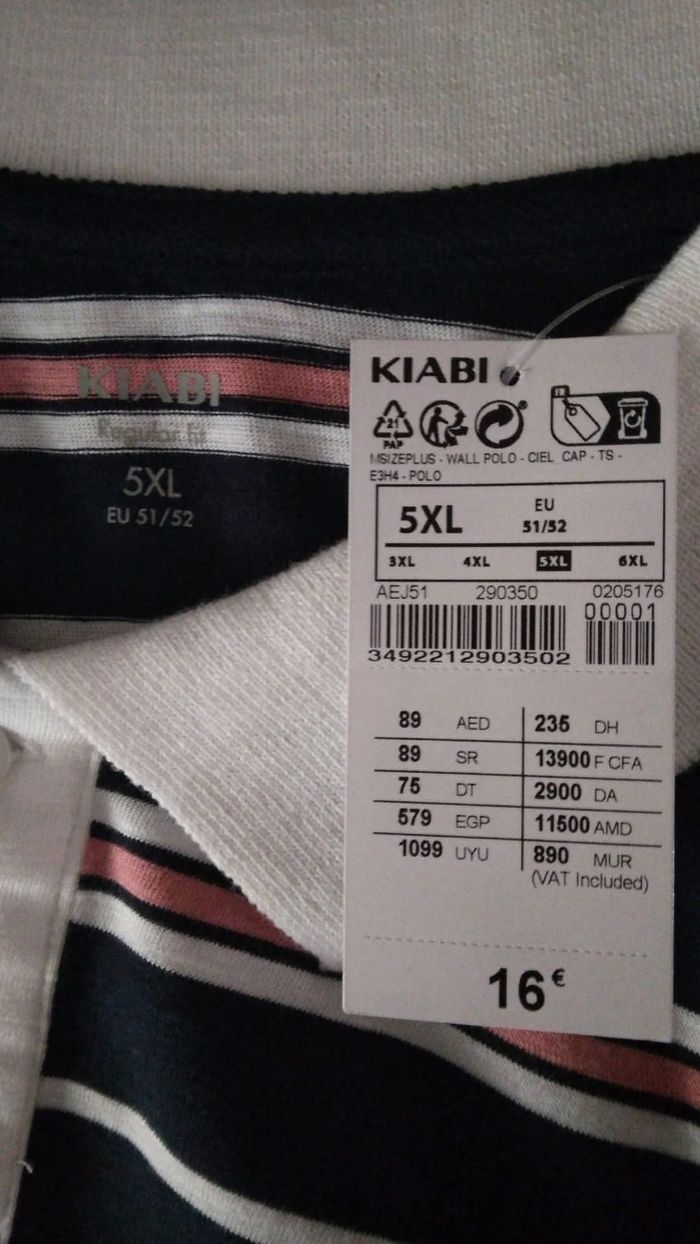 KIABI
Regular fit
5XL
EU 51/52
KIABI
21
PAP
FR
MSIZEPLUS - WALL POLO - CIEL_CAP - TS -
E3H4 - POLO
5XL EU 51/52
3XL 4XL 5XL 6XL
AEJ51 290350 0205176
00001
3492212903502
89 AED 235 DH
89 SR 13900 F CFA
75 DT 2900 DA
579 EGP 11500 AMD
1099 UYU 890 MUR
(VAT Included)
16€